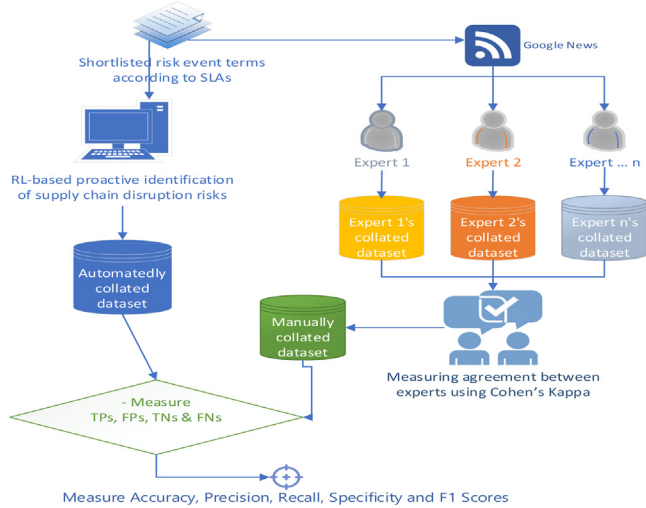 Google News
Shortlisted risk event terms
according to SLAs
Expert 1
Expert 2
Expert ... n
RL-based proactive identification
of supply chain disruption risks
Expert 1's
collated
dataset
Expert 2's
collated
dataset
Expert n's
collated
dataset
Automatedly
collated
dataset
Manually
collated
dataset
Measuring agreement between
experts using Cohen's Kappa
- Measure
TPs, FPs, TNs & FNs
Measure Accuracy, Precision, Recall, Specificity and F1 Scores